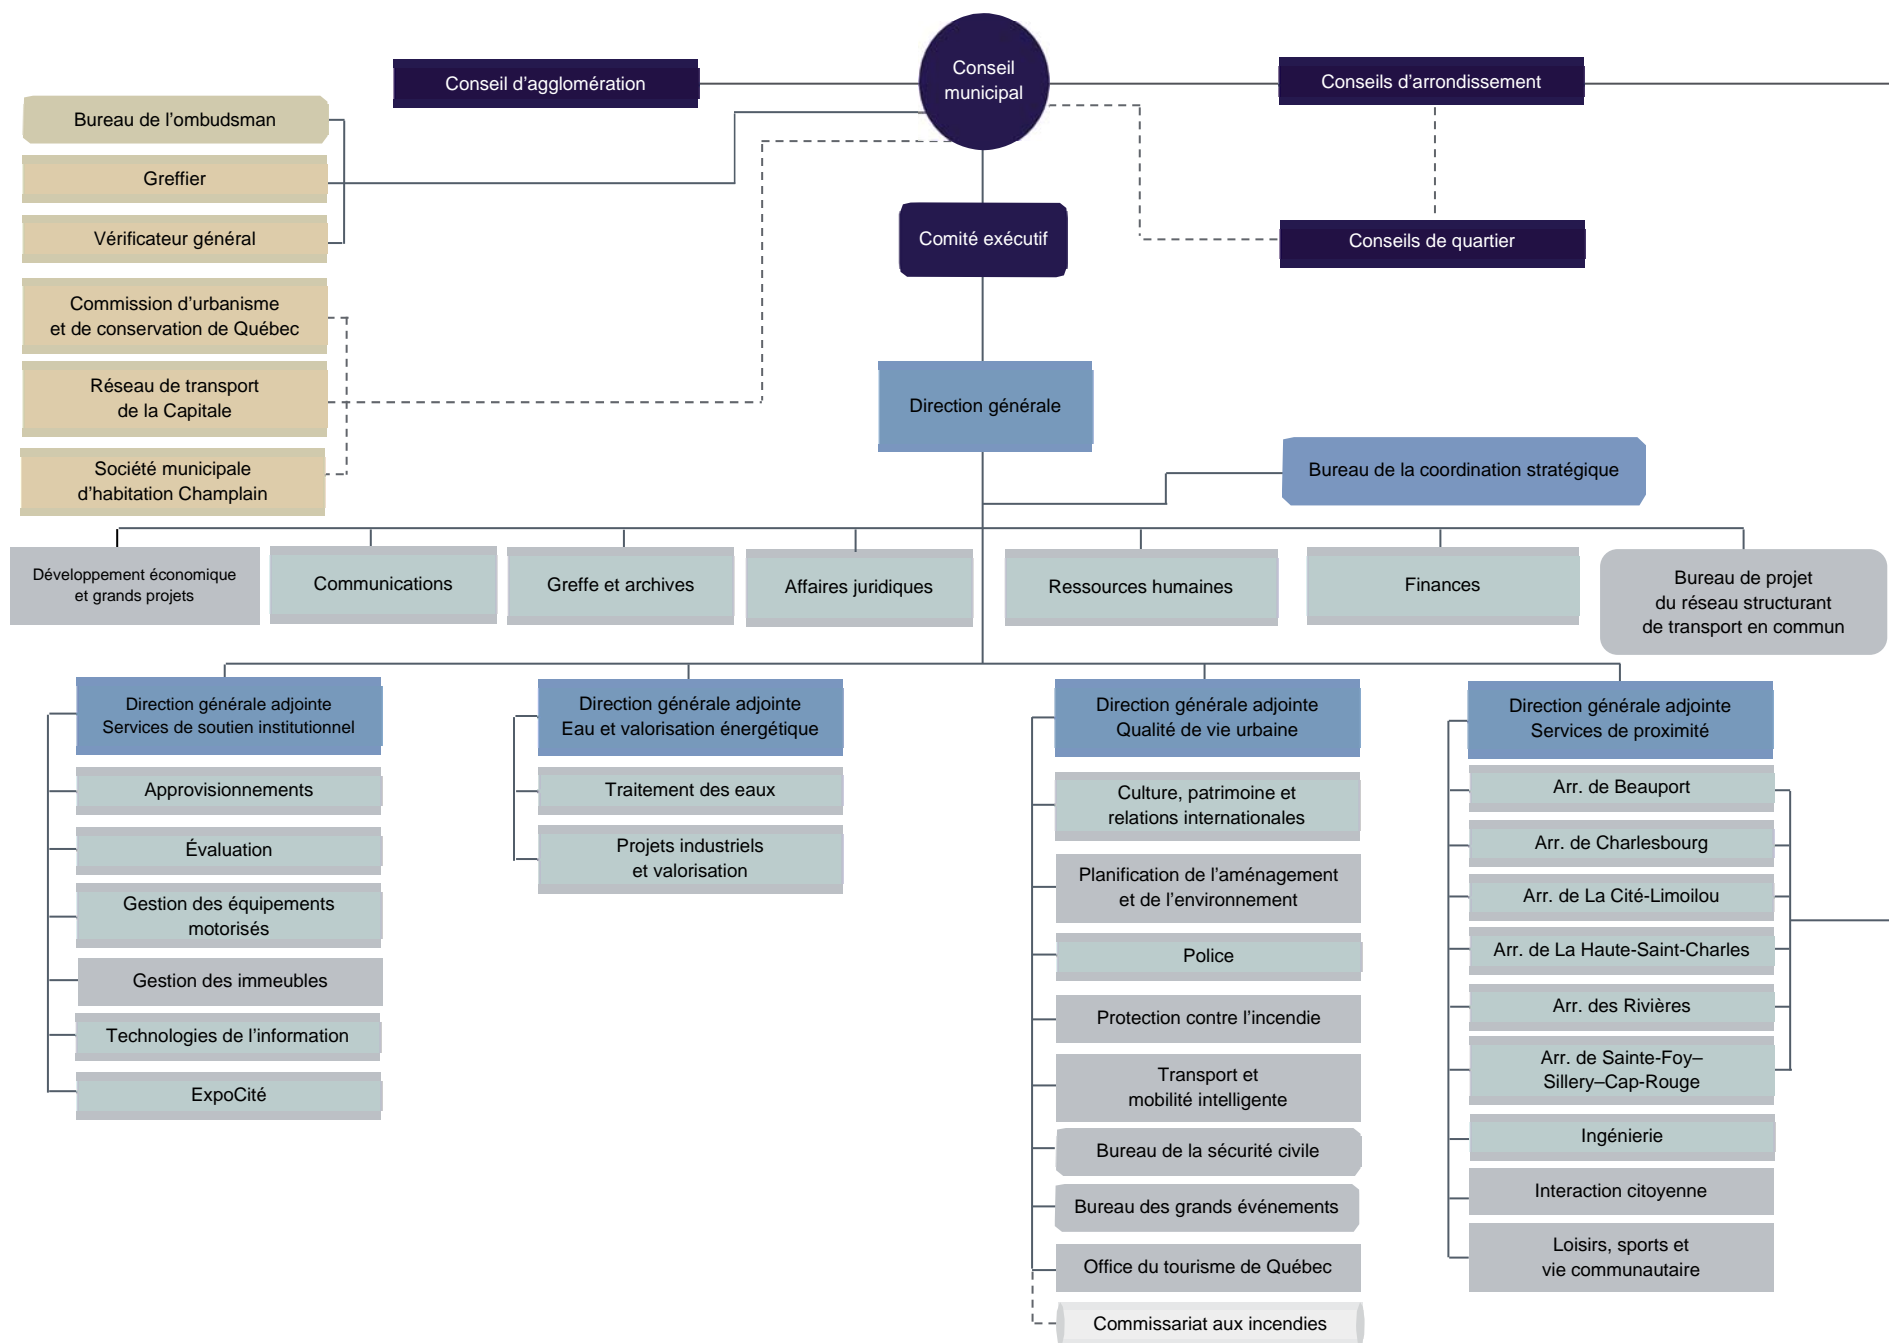 Conseil
municipal
Conseil d’agglomération
Conseils d’arrondissement
Bureau de l’ombudsman
Greffier
Vérificateur général
Comité exécutif
Conseils de quartier
Commission d’urbanisme
et de conservation de Québec
Réseau de transport
de la Capitale
Société municipale
d’habitation Champlain
Direction générale
Bureau de la coordination stratégique
Développement économique
et grands projets
Communications
Greffe et archives
Affaires juridiques
Ressources humaines
Finances
Bureau de projet
du réseau structurant
de transport en commun
Direction générale adjointe
Services de soutien institutionnel
Approvisionnements
Évaluation
Gestion des équipements
motorisés
Gestion des immeubles
Technologies de l’information
ExpoCité
Direction générale adjointe
Eau et valorisation énergétique
Traitement des eaux
Projets industriels
et valorisation
Direction générale adjointe
Qualité de vie urbaine
Culture, patrimoine et
relations internationales
Planification de l’aménagement
et de l’environnement
Police
Protection contre l’incendie
Transport et
mobilité intelligente
Bureau de la sécurité civile
Bureau des grands événements
Office du tourisme de Québec
Commissariat aux incendies
Direction générale adjointe
Services de proximité
Arr. de Beauport
Arr. de Charlesbourg
Arr. de La Cité-Limoilou
Arr. de La Haute-Saint-Charles
Arr. des Rivières
Arr. de Sainte-Foy–
Sillery–Cap-Rouge
Ingénierie
Interaction citoyenne
Loisirs, sports et
vie communautaire